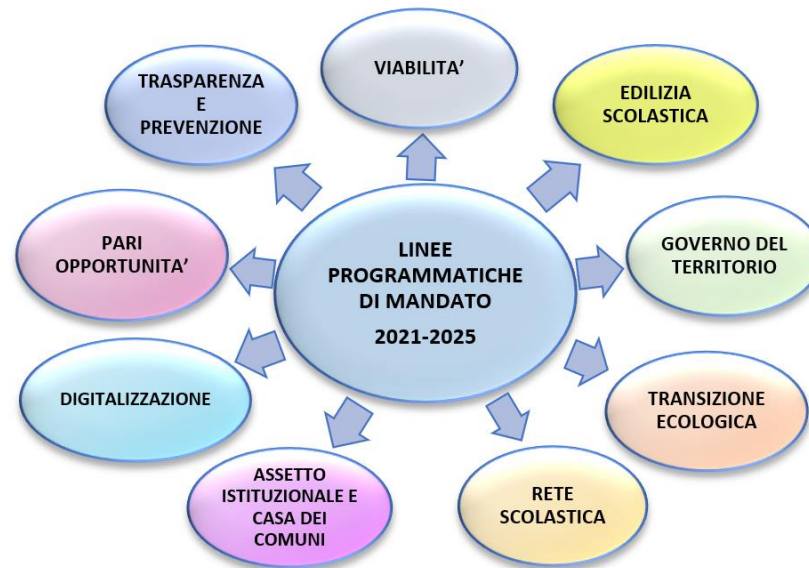 VIABILITA’
TRASPARENZA
E
PREVENZIONE
EDILIZIA
SCOLASTICA
PARI
OPPORTUNITA’
LINEE
PROGRAMMATICHE
DI MANDATO
2021-2025
GOVERNO DEL
TERRITORIO
DIGITALIZZAZIONE
TRANSIZIONE
ECOLOGICA
ASSETTO
ISTITUZIONALE E
CASA DEI
COMUNI
RETE
SCOLASTICA